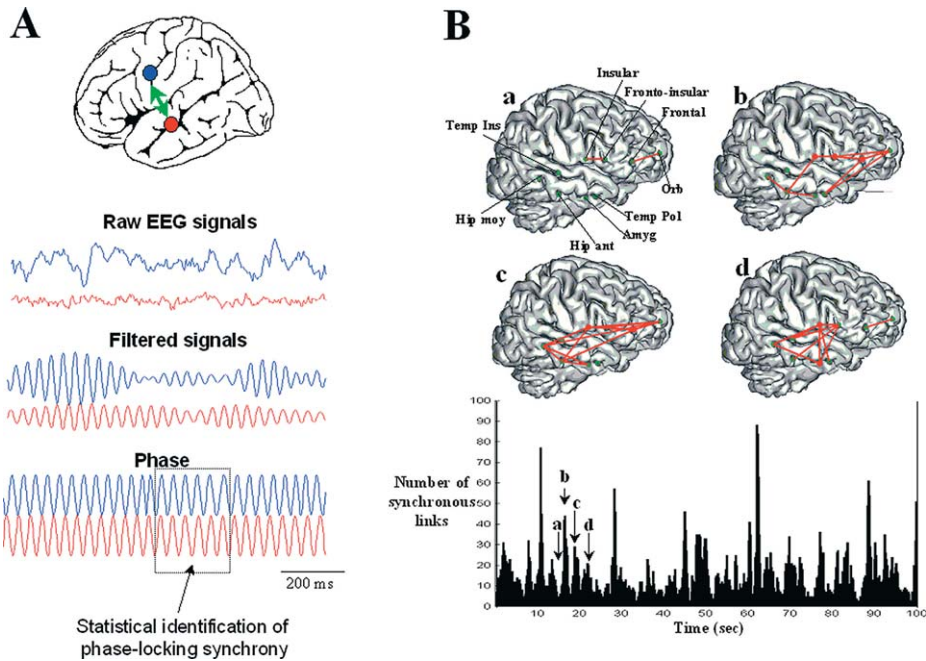 A
Raw EEG signals
Filtered signals
Phase
200 ms
Statistical identification of
phase-locking synchrony
B
a
Insular
Fronto-insular
Frontal
Temp Ins
Orb
Hip moy
Temp Pol
Amyg
Hip ant
b
c
d
Number of
synchronous
links
100
90
80
70
60
50
40
30
20
10
0
a
b
c
d
10 20 30 40 50 60 70 80 90 100
Time (sec)